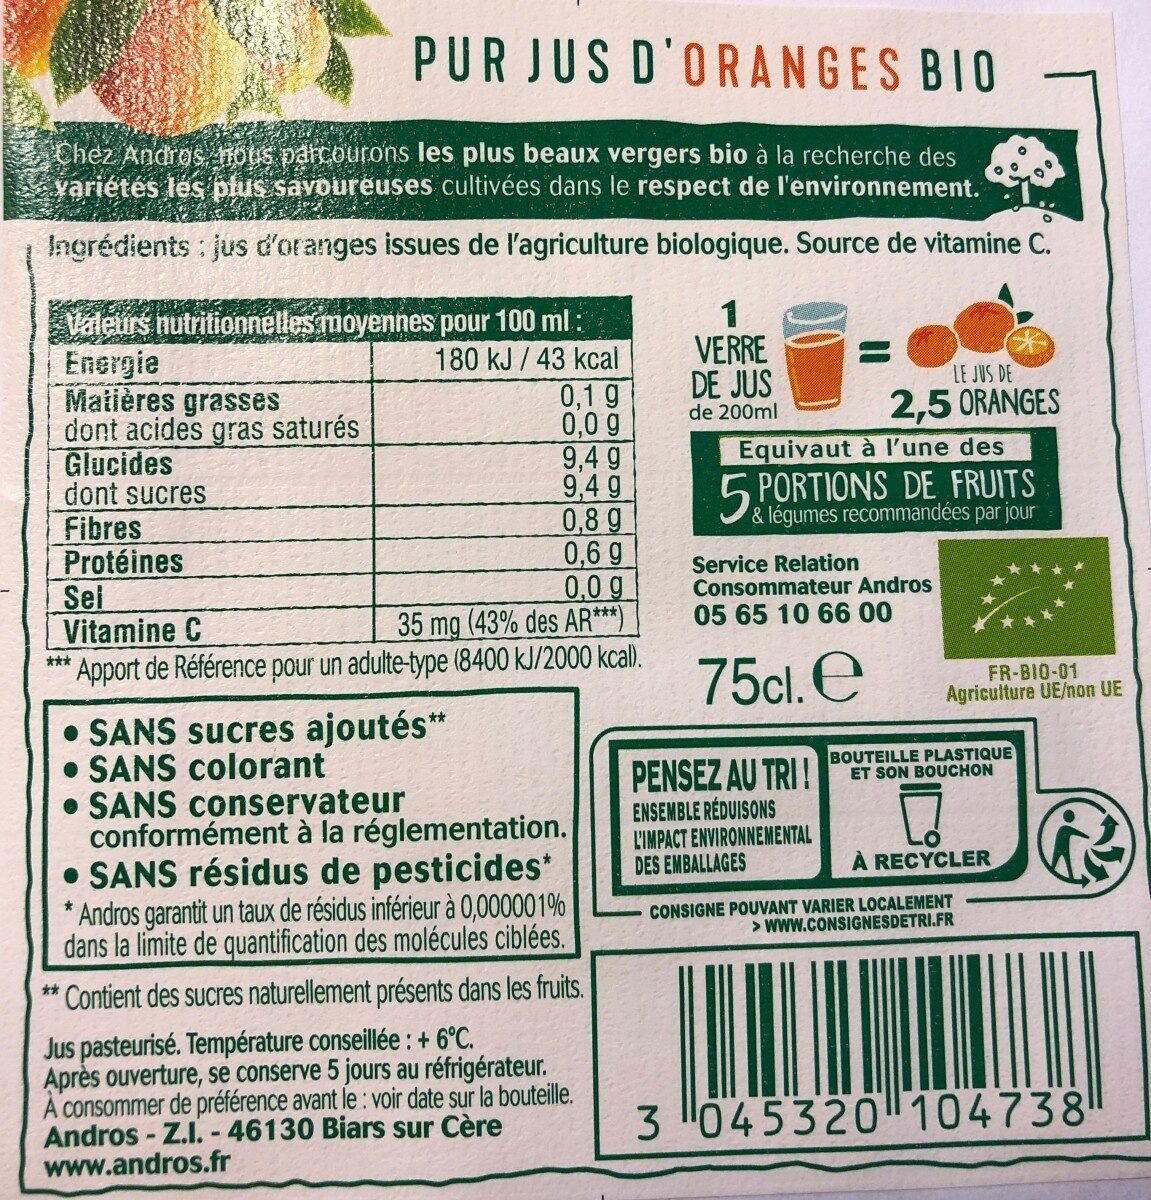 PUR JUS D'ORANGES BIO
Chez Andros, nous parcourons les plus beaux vergers bio à la recherche des
variétés les plus savoureuses cultivées dans le respect de l'environnement.
Ingrédients : jus d'oranges issues de l'agriculture biologique. Source de vitamine C.
Valeurs nutritionnelles moyennes pour 100 ml :
Energie 180 kJ / 43 kcal
Matières grasses 0,1 g
dont acides gras saturés 0,0 g
Glucides 9,4 g
dont sucres 9,4 g
Fibres 0,8 g
Protéines 0,6 g
Sel 0,0 g
Vitamine C 35 mg (43% des AR***)
*** Apport de Référence pour un adulte-type (8400 kJ/2000 kcal).
1
VERRE
DE JUS
de 200ml
=
LE JUS DE
2,5 ORANGES
Equivaut à l'une des
5 PORTIONS DE FRUITS
& légumes recommandées par jour
Service Relation
Consommateur Andros
05 65 10 66 00
75cl. e
FR-BIO-01
Agriculture UE/non UE
• SANS sucres ajoutés**
• SANS colorant
• SANS conservateur
conformément à la réglementation.
• SANS résidus de pesticides*
* Andros garantit un taux de résidus inférieur à 0,000001%
dans la limite de quantification des molécules ciblées.
** Contient des sucres naturellement présents dans les fruits.
Jus pasteurisé. Température conseillée : + 6°C.
Après ouverture, se conserve 5 jours au réfrigérateur.
À consommer de préférence avant le : voir date sur la bouteille.
Andros - Z.I. - 46130 Biars sur Cère
www.andros.fr
PENSEZ AU TRI !
ENSEMBLE RÉDUISONS
L'IMPACT ENVIRONNEMENTAL
DES EMBALLAGES
BOUTEILLE PLASTIQUE
ET SON BOUCHON
À RECYCLER
CONSIGNE POUVANT VARIER LOCALEMENT
> WWW.CONSIGNESDETRI.FR
3 045320 104738